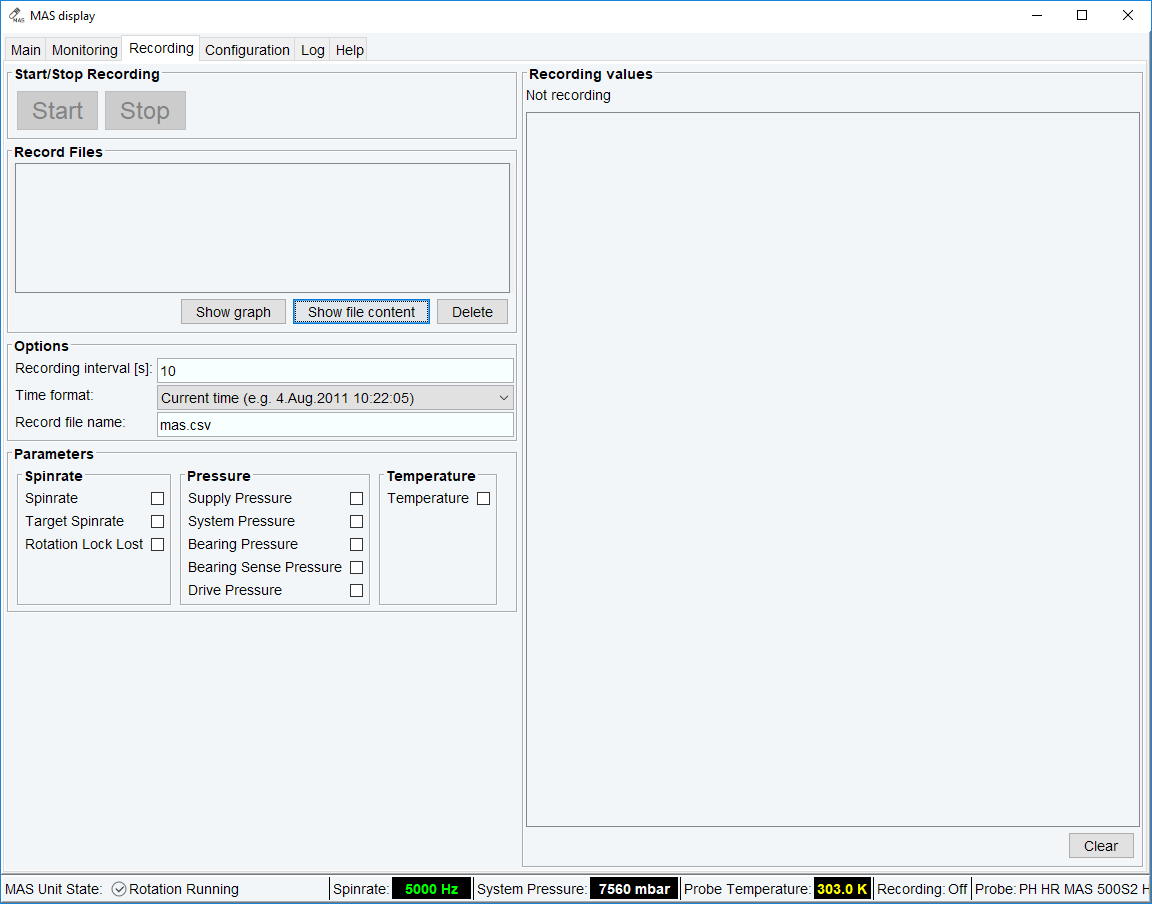 MAS display
Main Monitoring Recording Configuration Log Help
Start/Stop Recording
Start Stop
Record Files
Show graph Show file content Delete
Options
Recording interval [s]: 10
Time format: Current time (e.g. 4.Aug.2011 10:22:05)
Record file name: mas.csv
Parameters
Spinrate
Spinrate
Target Spinrate
Rotation Lock Lost
Pressure
Supply Pressure
System Pressure
Bearing Pressure
Bearing Sense Pressure
Drive Pressure
Temperature
Temperature
Recording values
Not recording
Clear
MAS Unit State: Rotation Running Spinrate: 5000 Hz System Pressure: 7560 mbar Probe Temperature: 303.0 K Recording: Off Probe: PH HR MAS 500S2 H